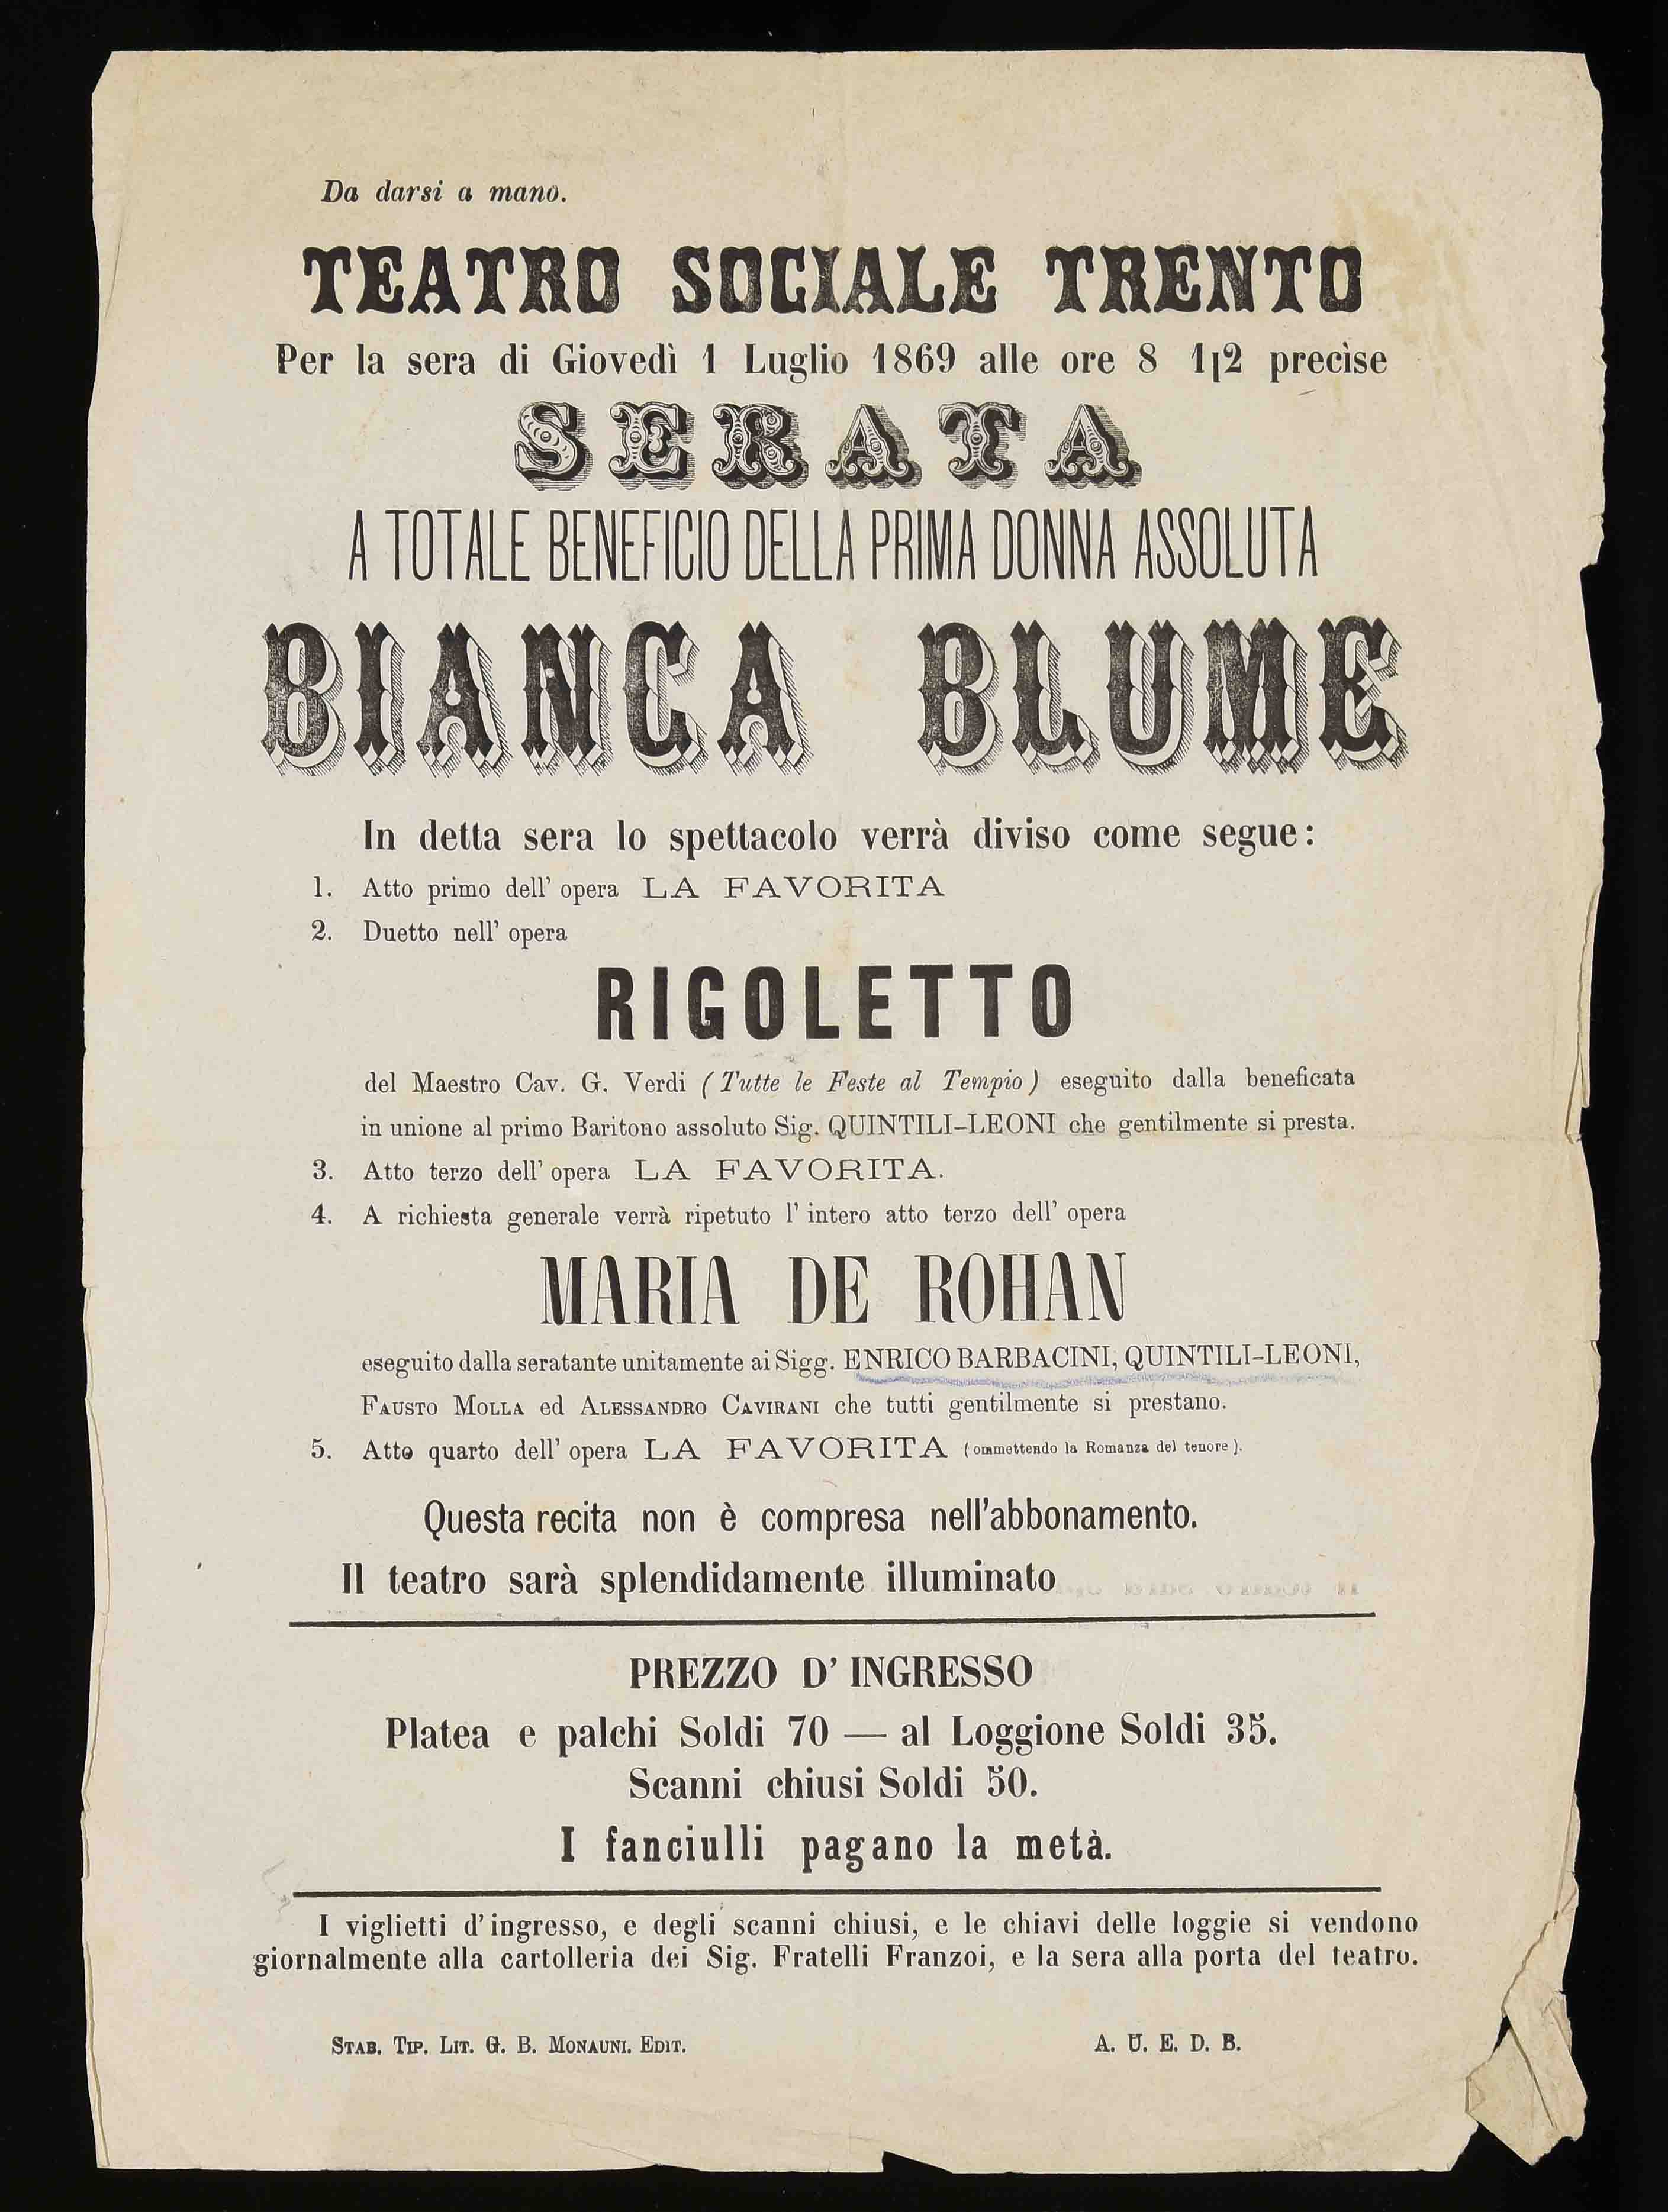 Da darsi a mano.
TEATRO SOCIALE TRENTO
Per la sera di Giovedì 1 Luglio 1869 alle ore 8 1|2 precìse
SERATA
A TOTALE BENEFICIO DELLA PRIMA DONNA ASSOLUTA
BIANCA BLUME
In detta sera lo spettacolo verrà diviso come segue:
1. Atto primo dell' opera LA FAVORITA
2. Duetto nell' opera
RIGOLETTO
del Maestro Cav. G. Verdi (Tutte le Feste al Tempio) eseguito dalla beneficata
in unione al primo Baritono assoluto Sig. QUINTILI-LEONI che gentilmente si presta.
3. Atto terzo dell' opera LA FAVORITA.
4. A richiesta generale verrà ripetuto l' intero atto terzo dell' opera
MARIA DE ROHAN
eseguito dalla seratante unitamente ai Sigg. ENRICO BARBACINI, QUINTILI-LEONI,
FAUSTO MOLLA ed ALESSANDRO CAVIRANI che tutti gentilmente si prestano.
5. Atto quarto dell' opera LA FAVORITA (ommettendo la Romanza del tenore).
Questa recita non è compresa nell'abbonamento.
Il teatro sarà splendidamente illuminato
PREZZO D' INGRESSO
Platea e palchi Soldi 70 — al Loggione Soldi 35.
Scanni chiusi Soldi 50.
I fanciulli pagano la metà.
I viglietti d'ingresso, e degli scanni chiusi, e le chiavi delle loggie si vendono
giornalmente alla cartolleria dei Sig. Fratelli Franzoi, e la sera alla porta del teatro.
STAB. TIP. LIT. G. B. MONAUNI. EDIT.
A. U. E. D. B.